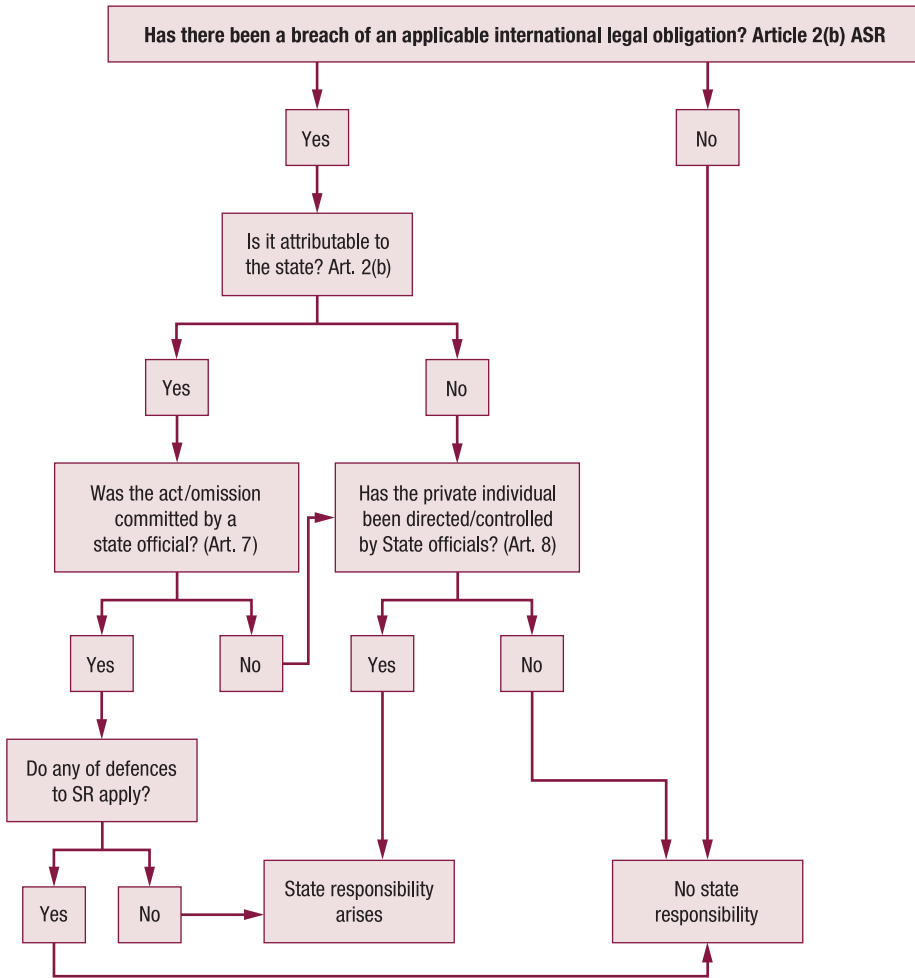 Has there been a breach of an applicable international legal obligation? Article 2(b) ASR
Yes
No
Is it attributable to
the state? Art. 2(b)
Yes
No
Was the act/omission
committed by a
state official? (Art. 7)
Has the private individual
been directed/controlled
by State officials? (Art. 8)
Yes
No
Yes
No
Do any of defences
to SR apply?
Yes
No
State responsibility
arises
No state
responsibility